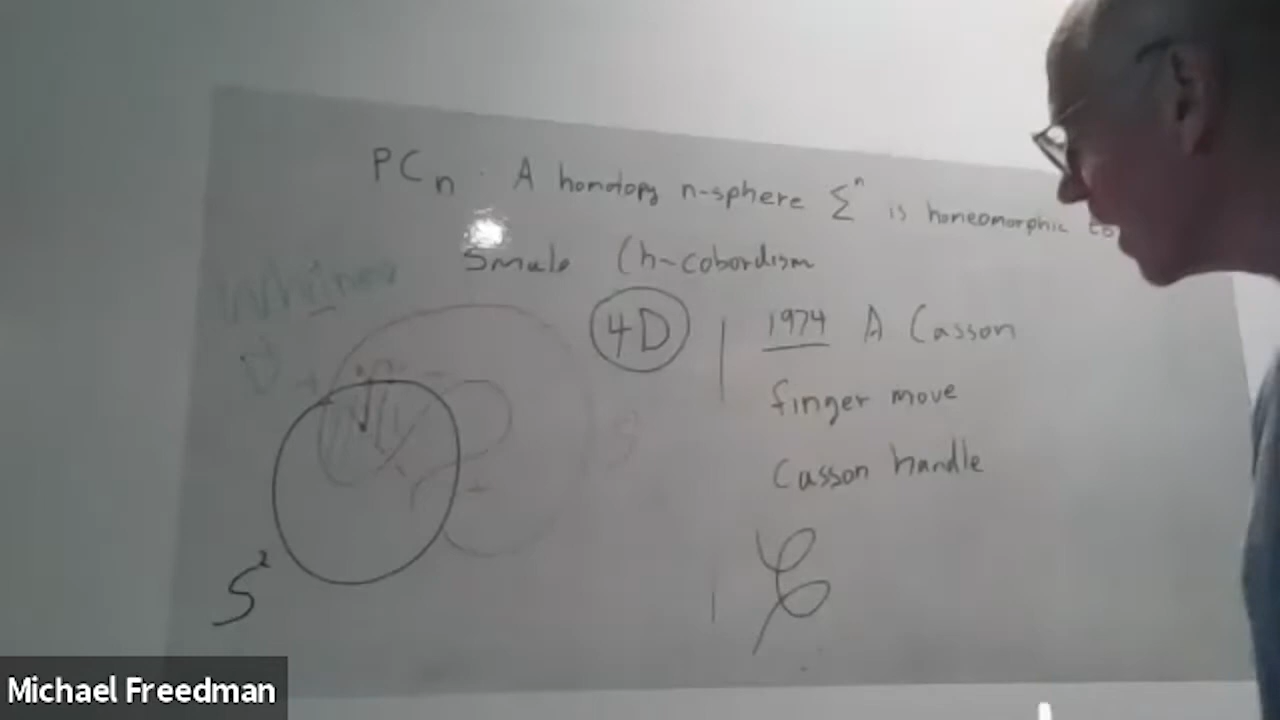 PCn. A homotopy n-sphere Σⁿ is homeomorphic to
Smale (h-cobordism
4D
1974 A Casson
finger move
Casson handle
S²
S
Michael Freedman